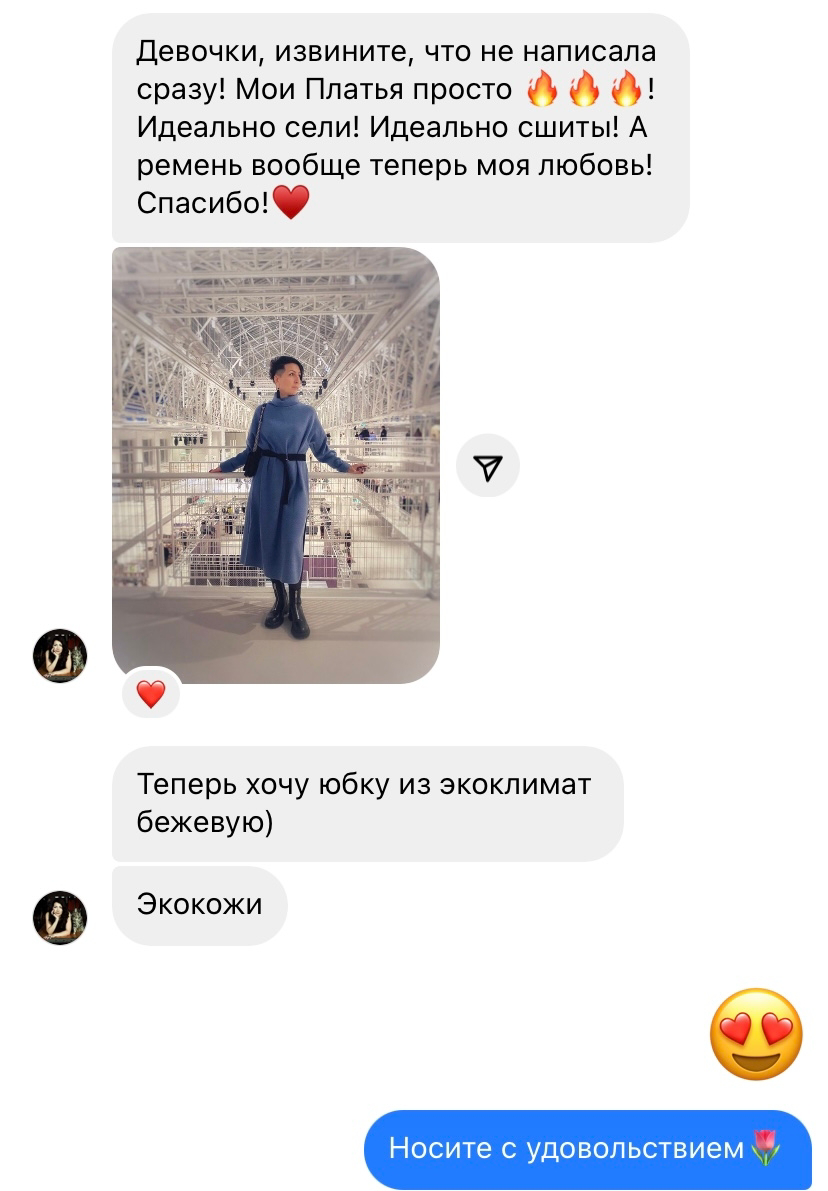 Девочки, извините, что не написала
сразу! Мои Платья просто 🔥🔥🔥!
Идеально сели! Идеально сшиты! А
ремень вообще теперь моя любовь!
Спасибо!♥️
Теперь хочу юбку из экоклимат
бежевую)
Экокожи
Носите с удовольствием🌷